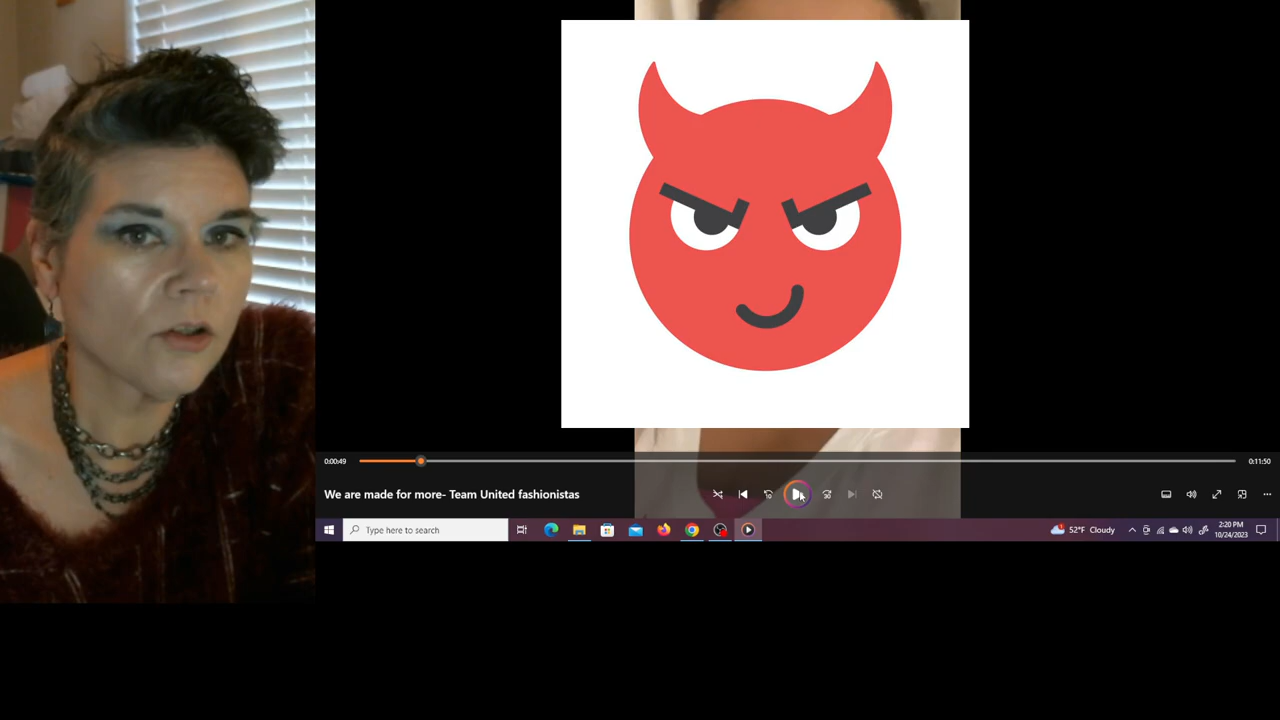 0:00:49
0:11:50
We are made for more- Team United fashionistas
Type here to search
52°F Cloudy
2:20 PM
10/24/2023